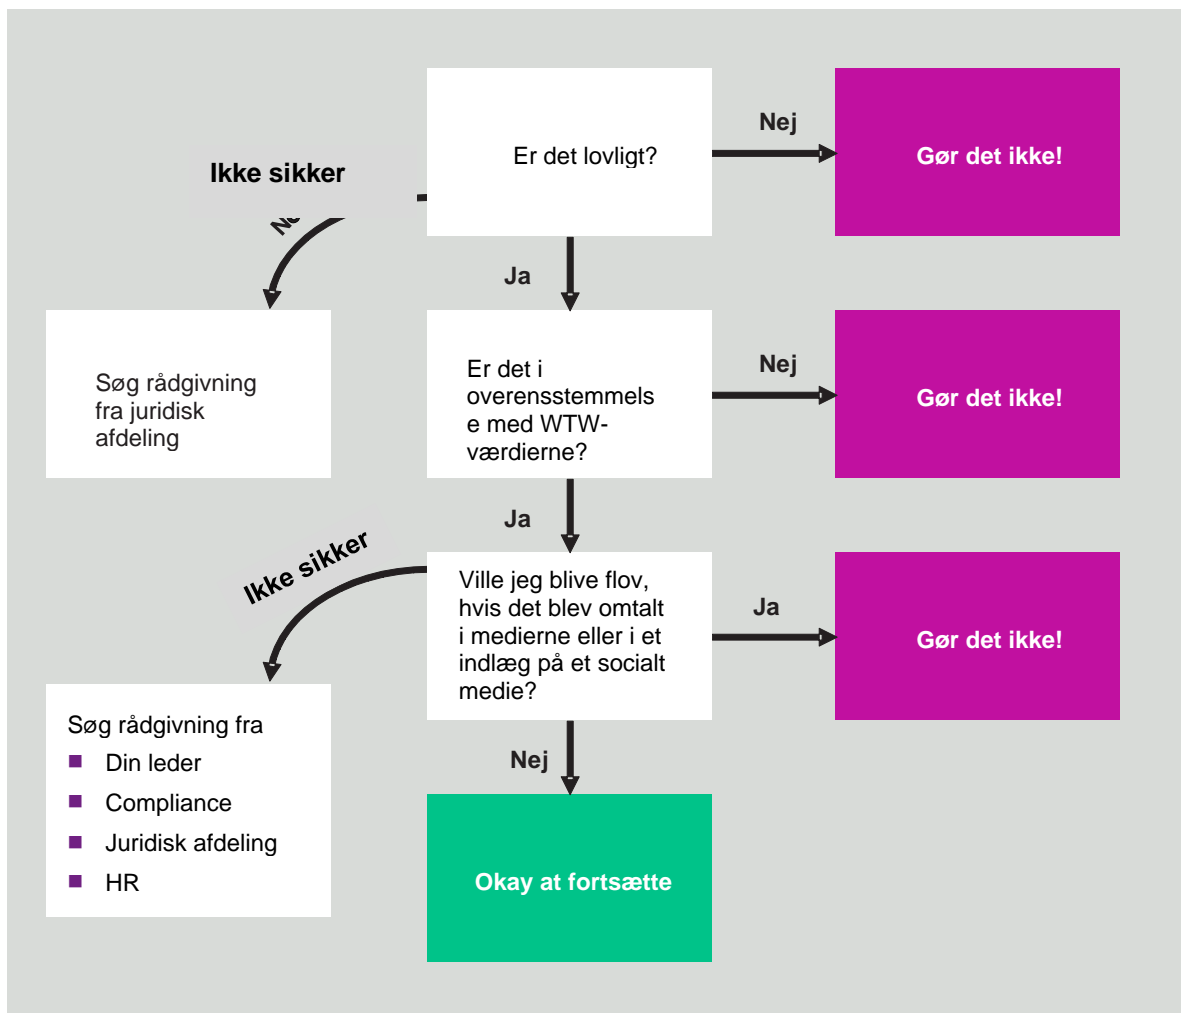 Er det lovligt?
Nej
Gør det ikke!
Ikke sikker
Ja
Søg rådgivning
fra juridisk
afdeling
Er det i
overensstemmels
e med WTW-
værdierne?
Nej
Gør det ikke!
Ja
Ikke sikker
Ville jeg blive flov,
hvis det blev omtalt
i medierne eller i et
indlæg på et socialt
medie?
Ja
Gør det ikke!
Søg rådgivning fra
Din leder
Compliance
Juridisk afdeling
HR
Nej
Okay at fortsætte